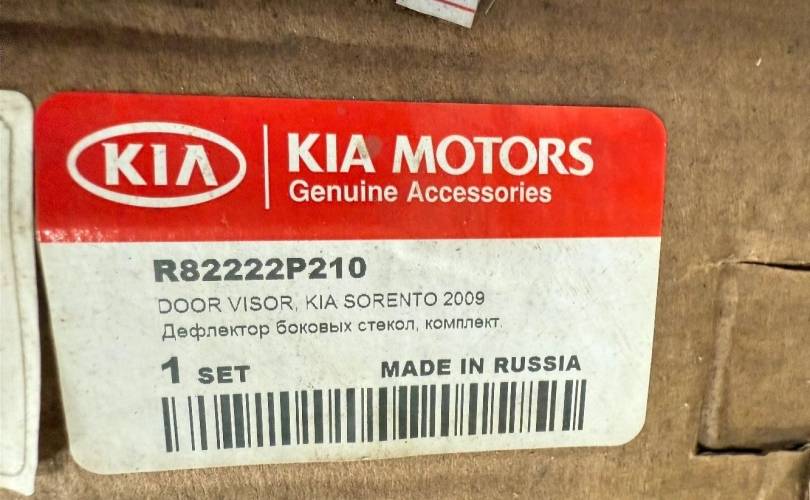 KIA
KIA MOTORS
Genuine Accessories
R82222P210
DOOR VISOR, KIA SORENTO 2009
Дефлектор боковых стекол, комплект.
1 SET
MADE IN RUSSIA